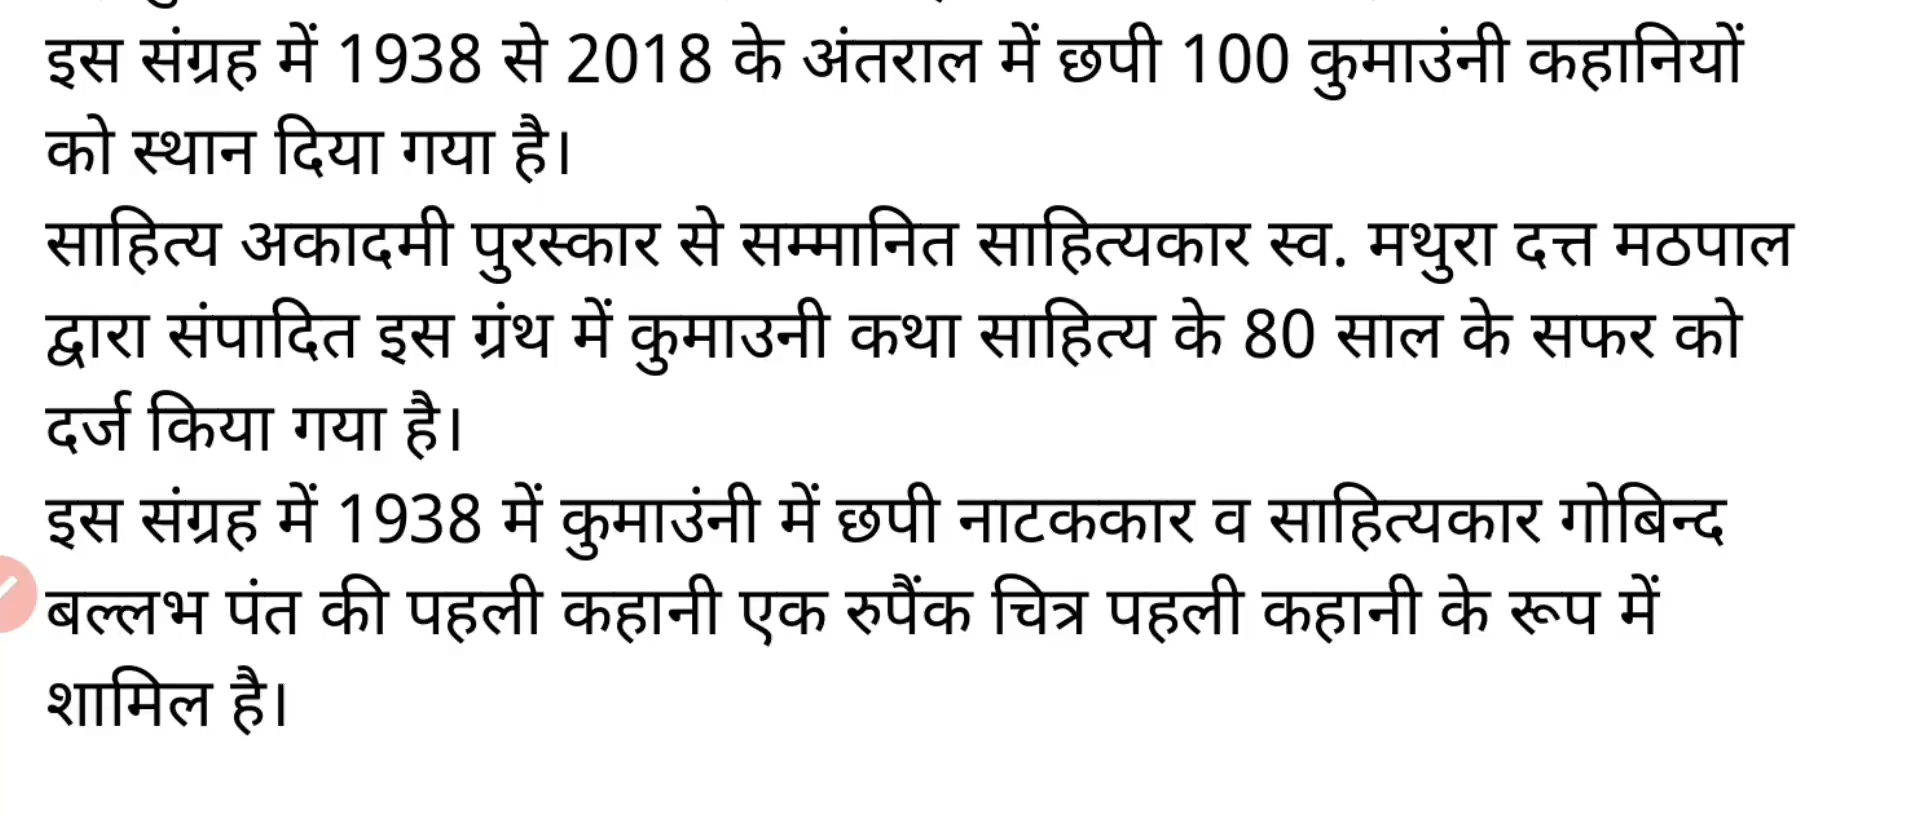 इस संग्रह में 1938 से 2018 के अंतराल में छपी 100 कुमाउंनी कहानियों
को स्थान दिया गया है।
साहित्य अकादमी पुरस्कार से सम्मानित साहित्यकार स्व. मथुरा दत्त मठपाल
द्वारा संपादित इस ग्रंथ में कुमाउनी कथा साहित्य के 80 साल के सफर को
दर्ज किया गया है।
इस संग्रह में 1938 में कुमाउंनी में छपी नाटककार व साहित्यकार गोबिन्द
बल्लभ पंत की पहली कहानी एक रुपैंक चित्र पहली कहानी के रूप में
शामिल है।